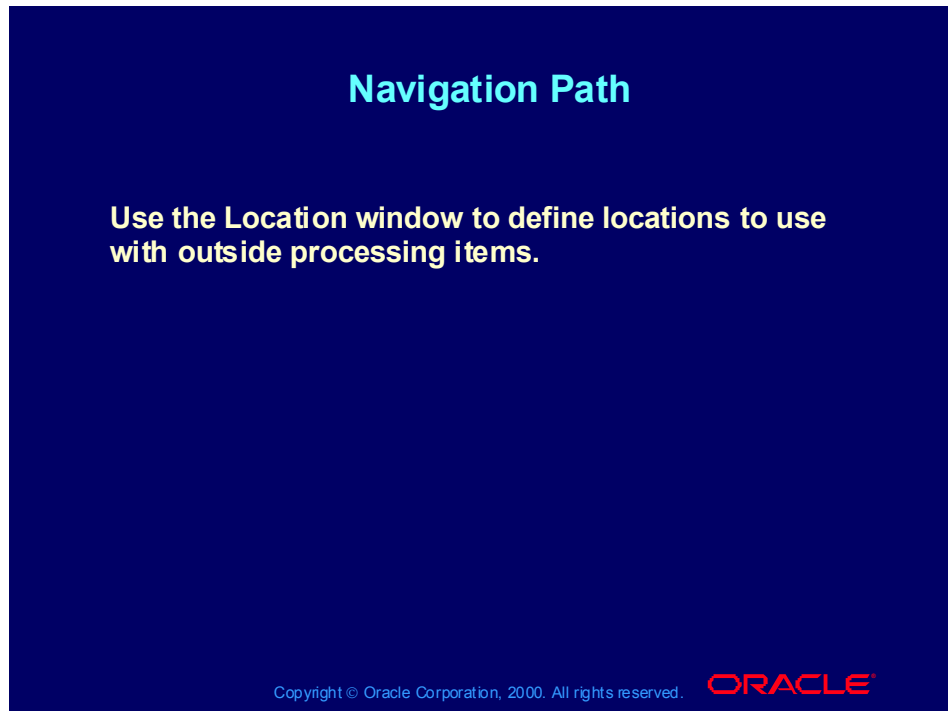 Navigation Path
Use the Location window to define locations to use
with outside processing items.
Copyright © Oracle Corporation, 2000. All rights reserved.
ORACLE®